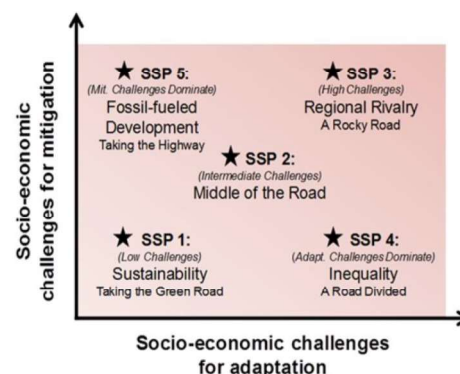 Socio-economic
challenges for mitigation
SSP 5:
(Mit. Challenges Dominate)
Fossil-fueled
Development
Taking the Highway
SSP 3:
(High Challenges)
Regional Rivalry
A Rocky Road
SSP 2:
(Intermediate Challenges)
Middle of the Road
SSP 1:
(Low Challenges)
Sustainability
Taking the Green Road
SSP 4:
(Adapt. Challenges Dominate)
Inequality
A Road Divided
Socio-economic challenges
for adaptation